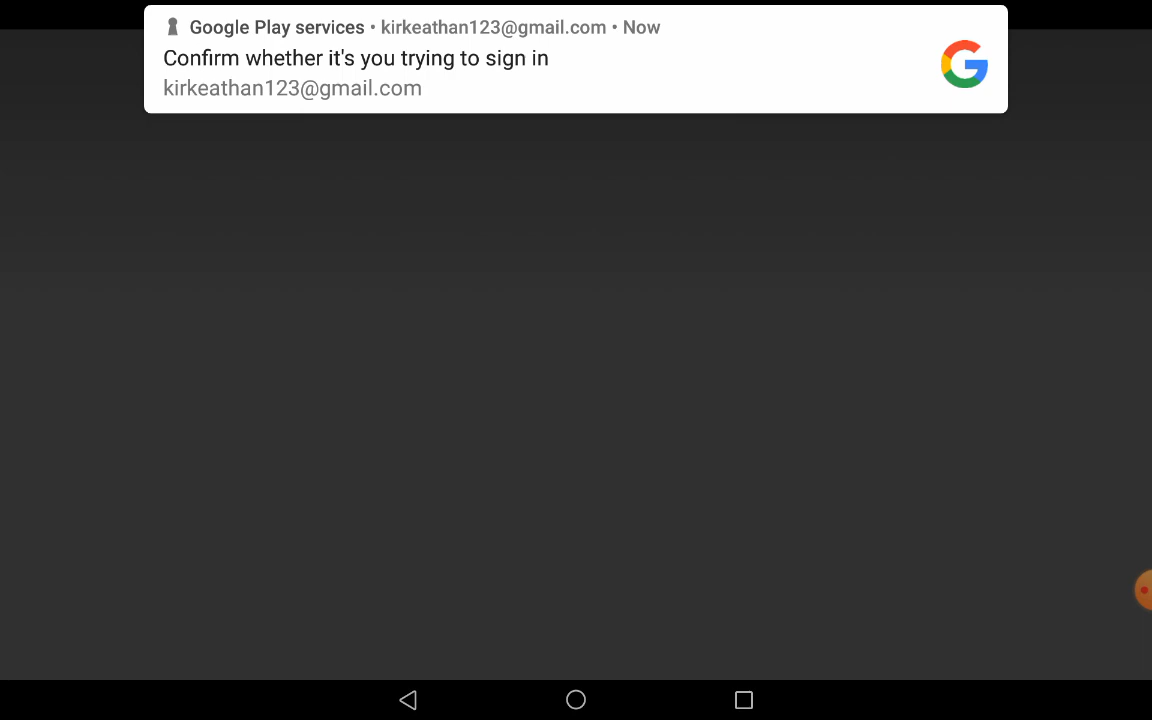 Google Play services • kirkeathan123@gmail.com • Now
Confirm whether it's you trying to sign in
kirkeathan123@gmail.com